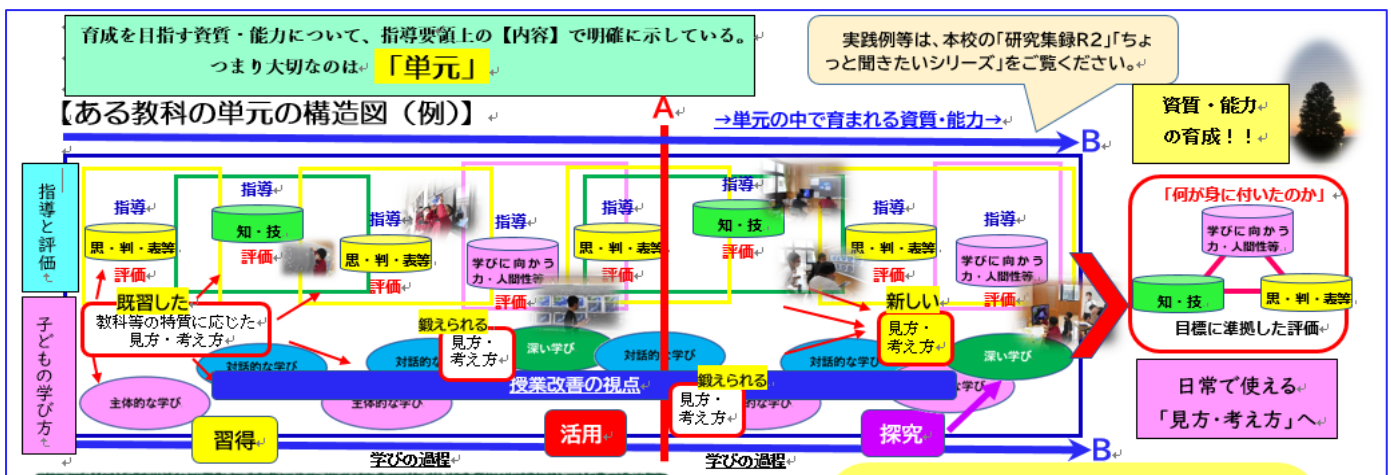 育成を目指す資質・能力について、指導要領上の【内容】で明確に示している。
つまり大切なのは「単元」
実践例等は、本校の「研究集録R2」「ちょ
っと聞きたいシリーズ」をご覧ください。
【ある教科の単元の構造図（例）】
A
→単元の中で育まれる資質・能力→
B
資質・能力
の育成！！
指導と評価
指導
思・判・表等
評価
指導
知・技
評価
指導
思・判・表等
評価
指導
学びに向かう
力・人間性等
評価
指導
思・判・表等
評価
指導
知・技
評価
指導
思・判・表等
評価
指導
学びに向かう
力・人間性等
評価
「何が身に付いたのか」
学びに向かう
力・人間性等
知・技
思・判・表等
目標に準拠した評価
子どもの学び方
既習した
教科等の特質に応じた
見方・考え方
鍛えられる
見方・
考え方
新しい
見方・
考え方
対話的な学び
対話的な学び
深い学び
対話的な学び
対話的な学び
深い学び
授業改善の視点
鍛えられる
見方・
考え方
主体的な学び
主体的な学び
な学び
な学び
日常で使える
「見方・考え方」へ
習得
活用
探究
B
学びの過程
学びの過程